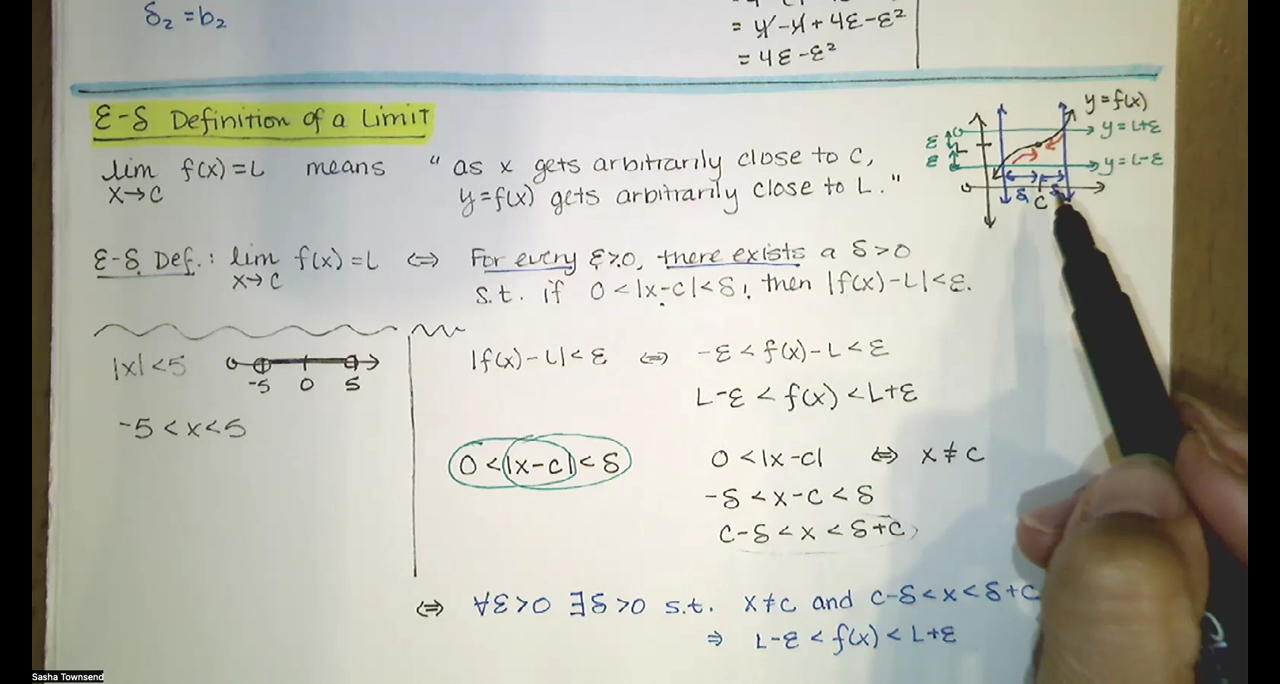 δ₂ = b₂
= 4 - 4 + 4ε - ε²
= 4ε - ε²
ε-δ Definition of a Limit
lim f(x) = L means " as x gets arbitrarily close to c,
x→c
y = f(x) gets arbitrarily close to L. "
y = f(x)
y = L+ε
ε
L
ε
y = L-ε
δ c δ
ε-δ Def.: lim f(x) = L ⇔ For every ε>0, there exists a δ>0
x→c
s.t. if 0<|x-c|<δ, then |f(x)-L|<ε.
|x|<5
-5 0 5
-5 < x < 5
|f(x)-L|<ε ⇔ -ε < f(x)-L < ε
L-ε < f(x) < L+ε
0<|x-c|<δ
0<|x-c| ⇔ x≠c
-δ < x-c < δ
c-δ < x < δ+c
⇔ ∀ε>0 ∃δ>0 s.t. x≠c and c-δ<x<δ+c
⇒ L-ε < f(x) < L+ε
Sasha Townsend